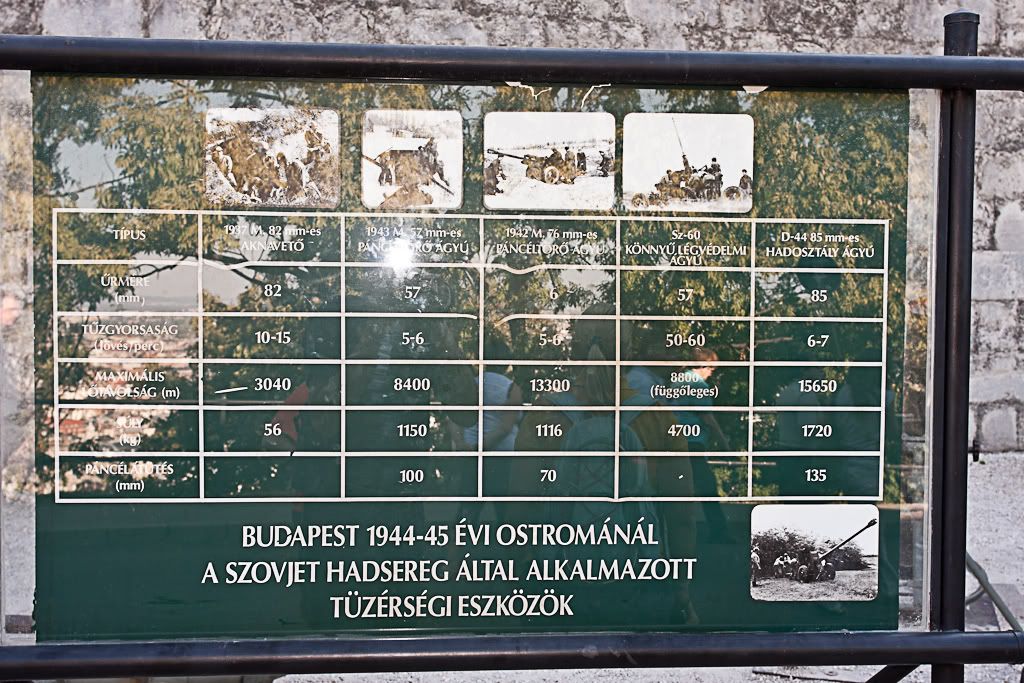 TÍPUS
1937 M. 82 mm-es
AKNAVETŐ
1943 M. 57 mm-es
PÁNCÉLTÖRŐ ÁGYÚ
1942 M. 76 mm-es
PÁNCÉLTÖRŐ ÁGYÚ
Sz-60
KÖNNYŰ LÉGVÉDELMI
ÁGYÚ
D-44 85 mm-es
HADOSZTÁLY ÁGYÚ
ŰRMÉRE
(mm)
82
57
6
57
85
TŰZGYORSASÁG
(lövés/perc)
10-15
5-6
5-6
50-60
6-7
MAXIMÁLIS
LŐTÁVOLSÁG (m)
3040
8400
13300
8800
(függőleges)
15650
SÚLY
(kg)
56
1150
1116
4700
1720
PÁNCÉLÁTÜTÉS
(mm)
100
70
-
135
BUDAPEST 1944-45 ÉVI OSTROMÁNÁL
A SZOVJET HADSEREG ÁLTAL ALKALMAZOTT
TÜZÉRSÉGI ESZKÖZÖK